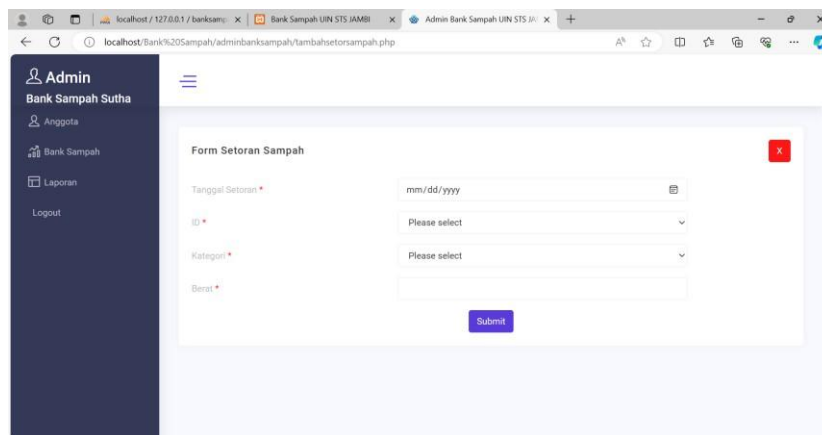 localhost / 127.0.0.1 / banksamp
Bank Sampah UIN STS JAMBI
Admin Bank Sampah UIN STS JA
localhost/Bank%20Sampah/adminbanksampah/tambahsetorsampah.php
Admin
Bank Sampah Sutha
Anggota
Bank Sampah
Laporan
Logout
Form Setoran Sampah
X
Tanggal Setoran *
mm/dd/yyyy
ID *
Please select
Kategori *
Please select
Berat *
Submit